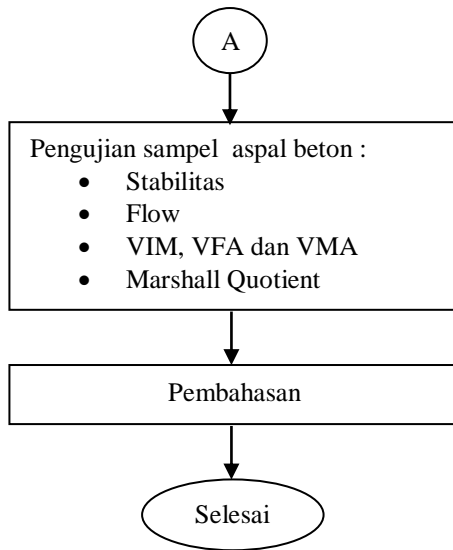 A
Pengujian sampel aspal beton :
• Stabilitas
• Flow
• VIM, VFA dan VMA
• Marshall Quotient
Pembahasan
Selesai